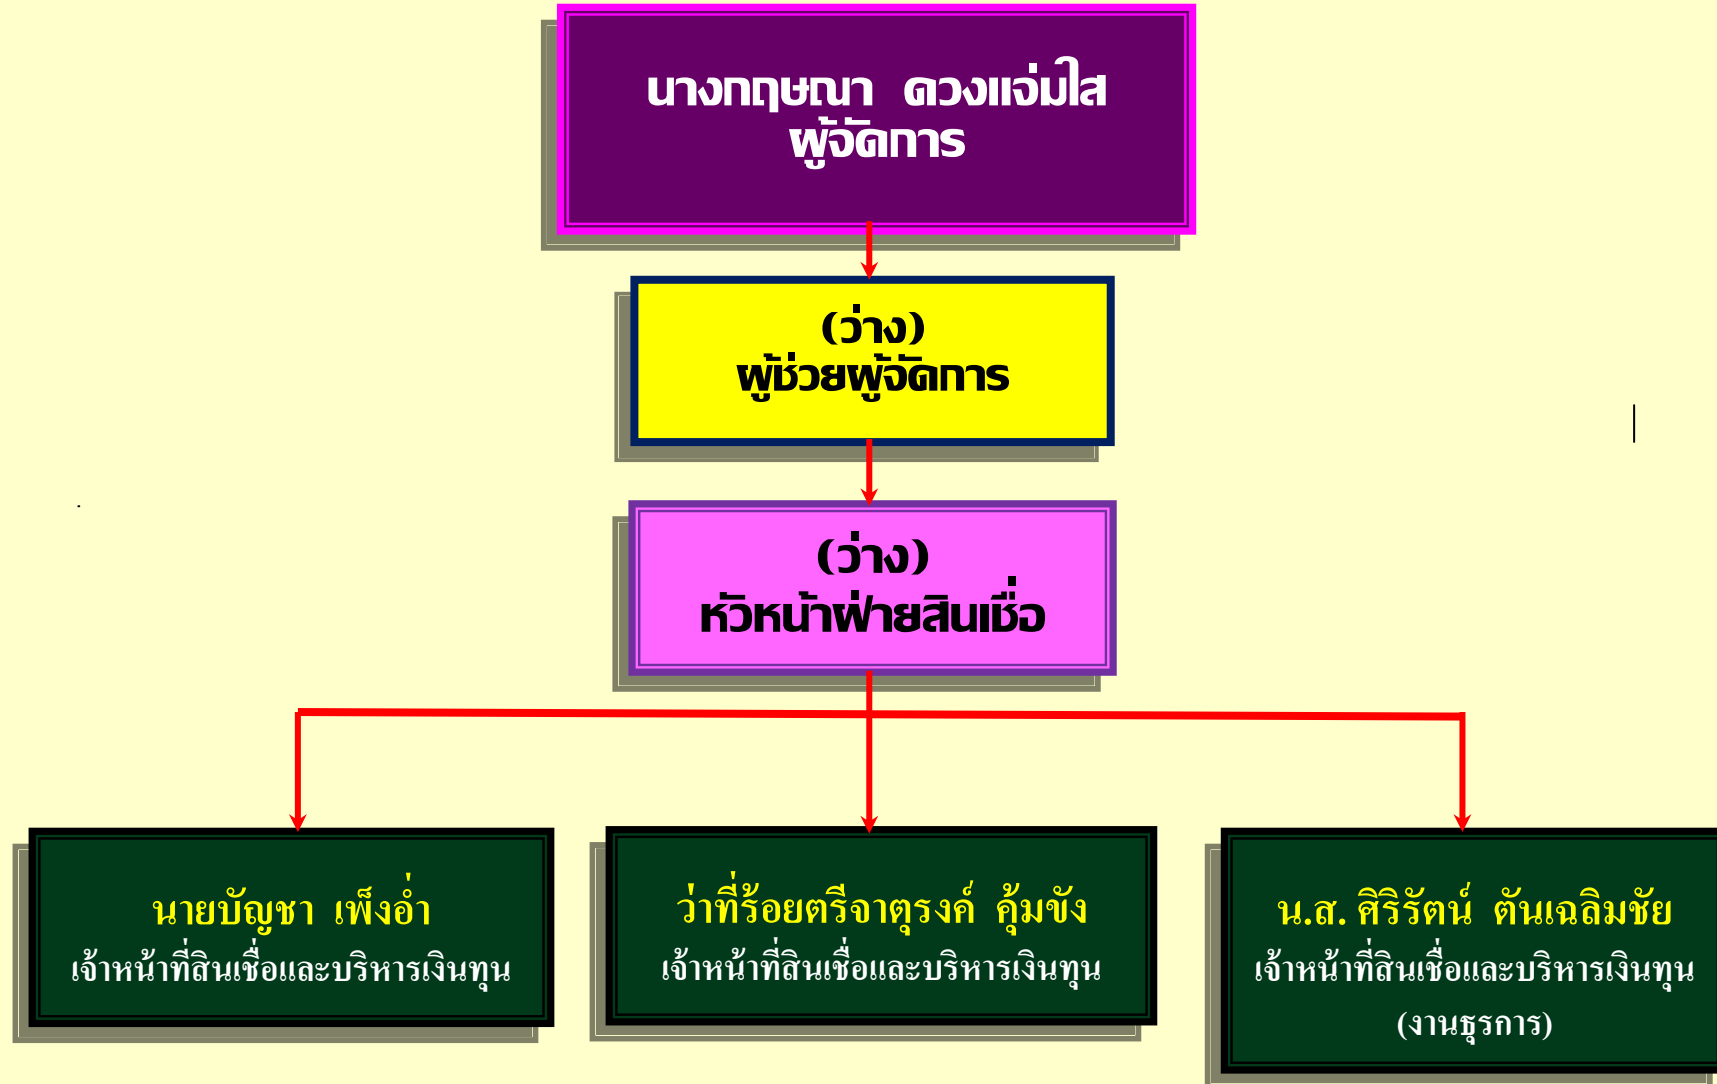 นางกฤษณา ดวงแจ่มใส
ผู้จัดการ
(ว่าง)
ผู้ช่วยผู้จัดการ
(ว่าง)
หัวหน้าฝ่ายสินเชื่อ
นายบัญชา เพ็งอ่ำ
เจ้าหน้าที่สินเชื่อและบริหารเงินทุน
ว่าที่ร้อยตรีจาตุรงค์ คุ้มขัง
เจ้าหน้าที่สินเชื่อและบริหารเงินทุน
น.ส. ศิริรัตน์ ตันเฉลิมชัย
เจ้าหน้าที่สินเชื่อและบริหารเงินทุน
(งานธุรการ)